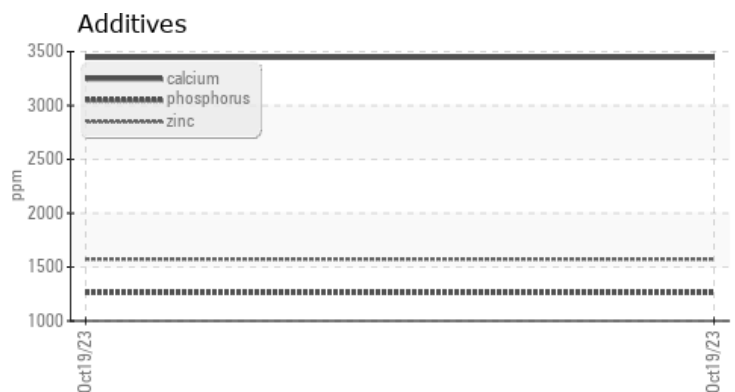 Additives
3500
calcium
phosphorus
zinc
3000
2500
ppm
2000
1500
1000
Oct19/23
Oct19/23